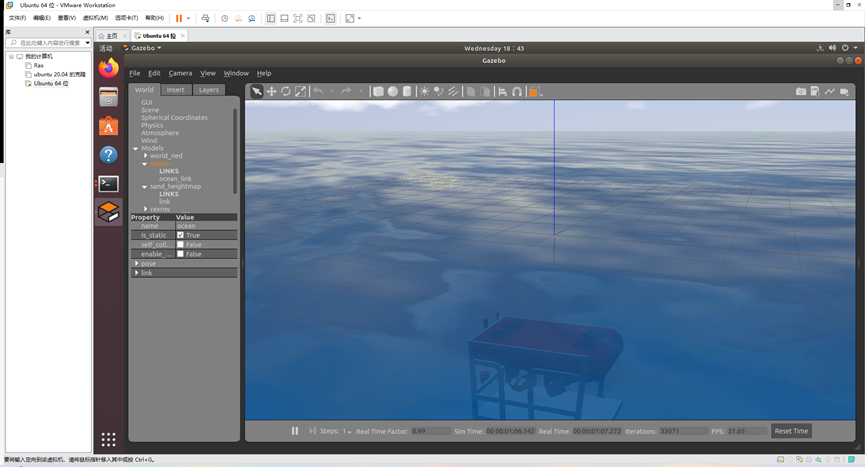 Ubuntu 64 位 - VMware Workstation
文件(F) 编辑(E) 查看(V) 虚拟机(M) 选项卡(T) 帮助(H)
库
在此处键入内容进行搜索
我的计算机
Ras
ubuntu 20.04 的克隆
Ubuntu 64 位
主页
Ubuntu 64 位
活动
Gazebo
Wednesday 18：43
Gazebo
File Edit Camera View Window Help
World Insert Layers
GUI
Scene
Spherical Coordinates
Physics
Atmosphere
Wind
Models
world_ned
ocean
LINKS
ocean_link
sand_heightmap
LINKS
link
rexrov
Property Value
name ocean
is_static True
self_coll... False
enable_... False
pose
link
Steps: 1 Real Time Factor: 0.99 Sim Time: 00 00:01:06.142 Real Time: 00 00:01:07.272 Iterations: 33071 FPS: 21.65 Reset Time
要将输入定向到该虚拟机，请将鼠标指针移入其中或按 Ctrl+G。